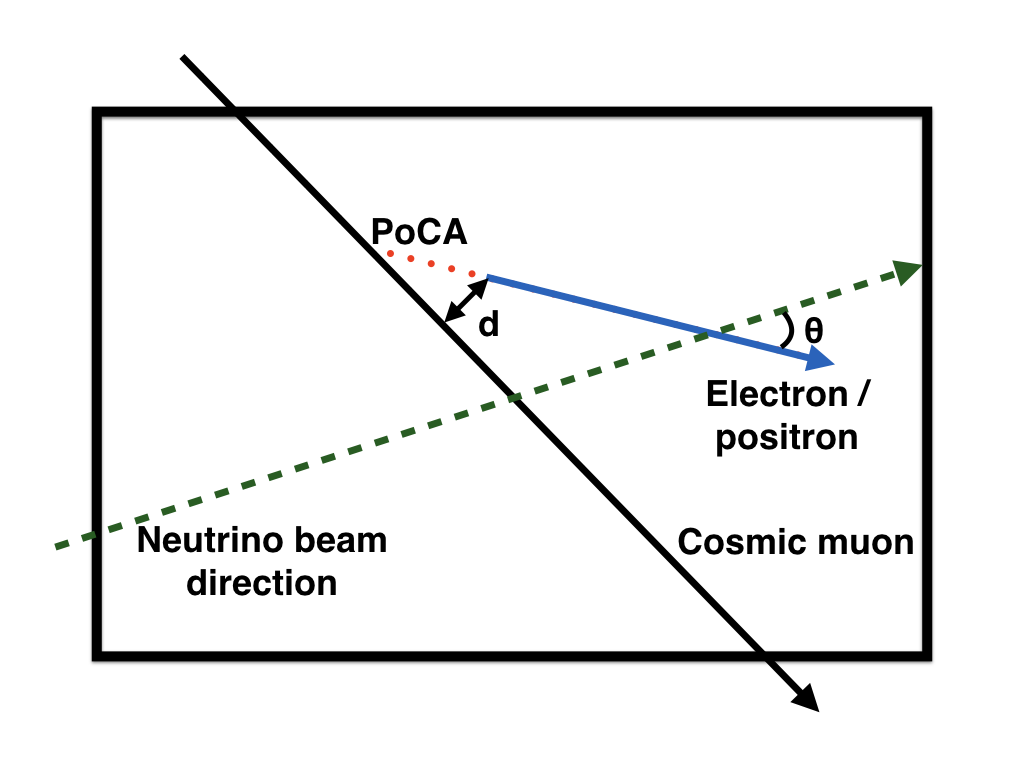 PoCA
d
θ
Electron /
positron
Neutrino beam
direction
Cosmic muon